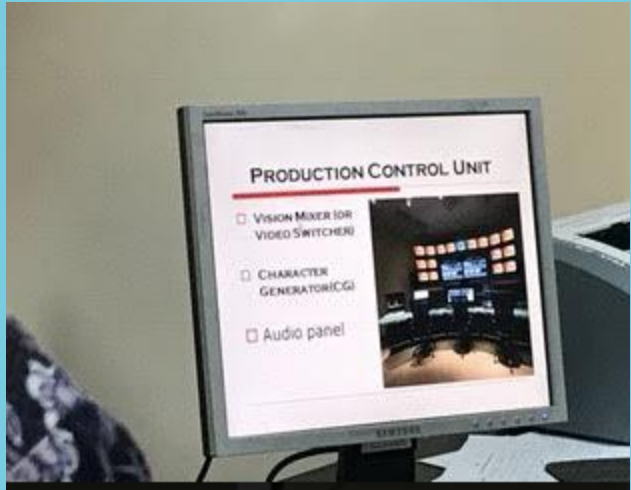 PRODUCTION CONTROL UNIT
VISION MIXER (OR
VIDEO SWITCHER)
CHARACTER
GENERATOR(CG)
Audio panel
SAMSUNG